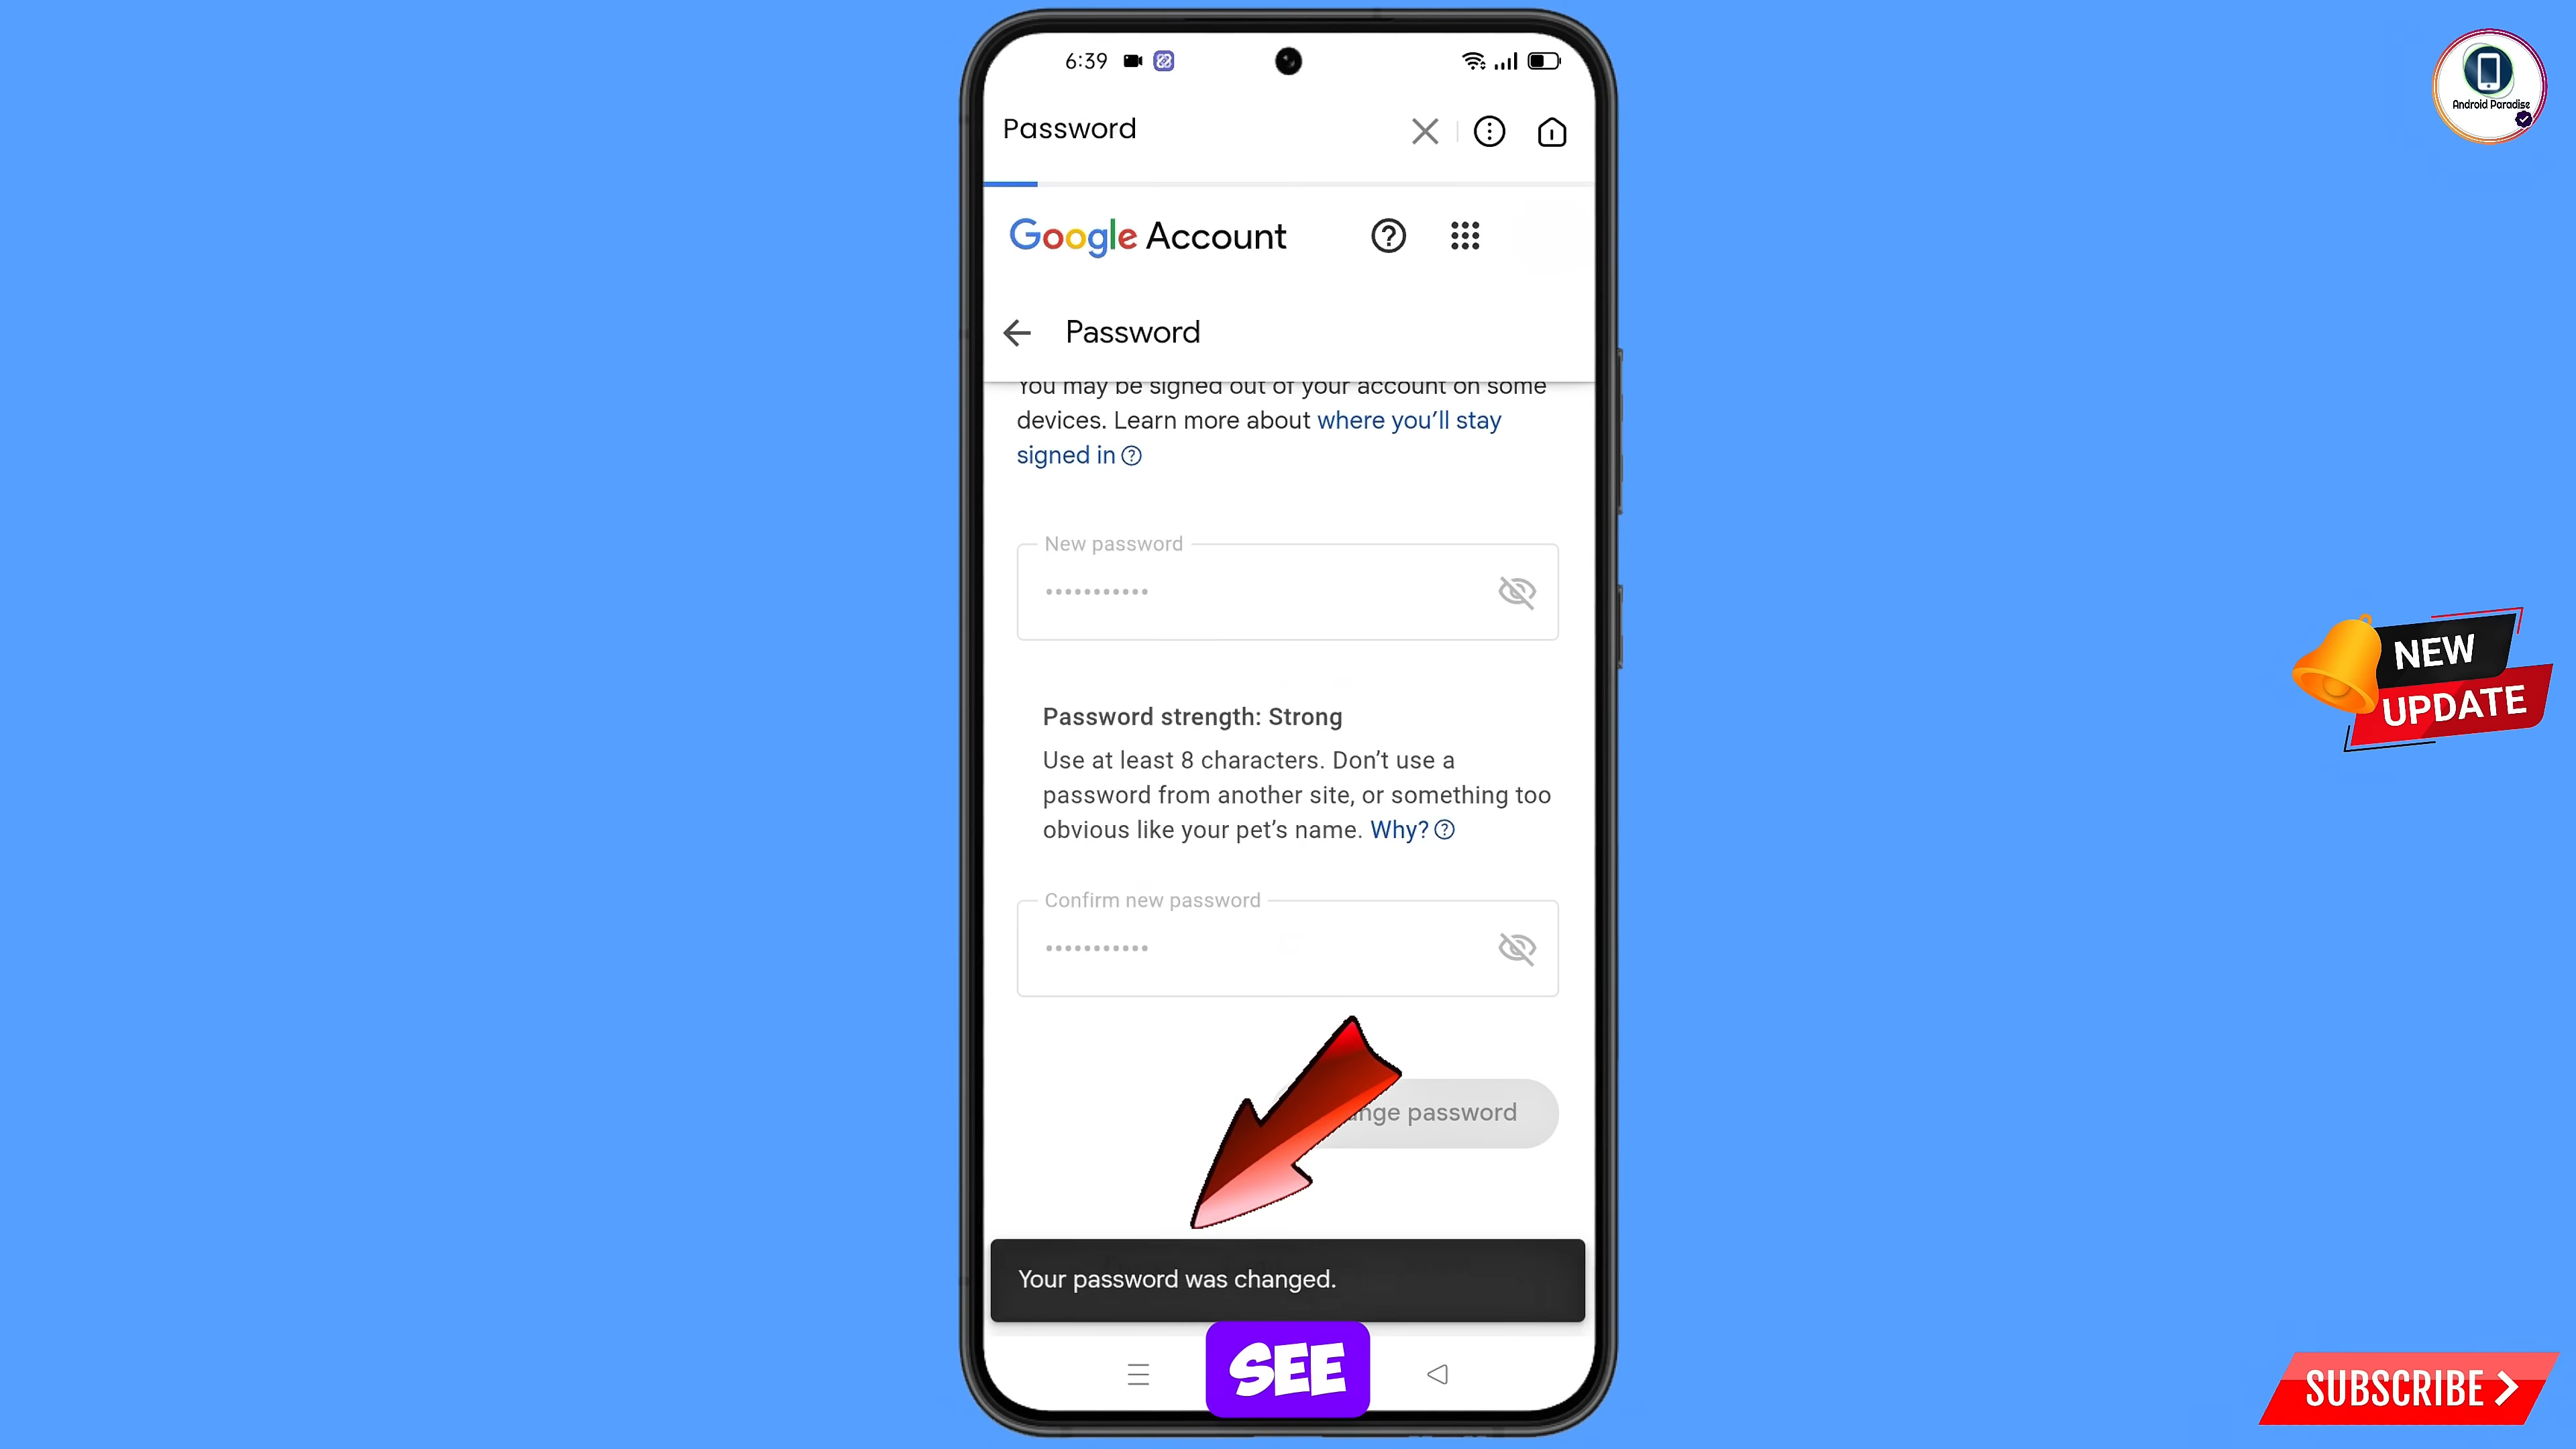 6:39
Password
Google Account
Password
You may be signed out of your account on some
devices. Learn more about where you'll stay
signed in
New password
Password strength: Strong
Use at least 8 characters. Don't use a
password from another site, or something too
obvious like your pet's name. Why?
Confirm new password
nge password
Your password was changed.
SEE
Android Paradise
NEW
UPDATE
SUBSCRIBE